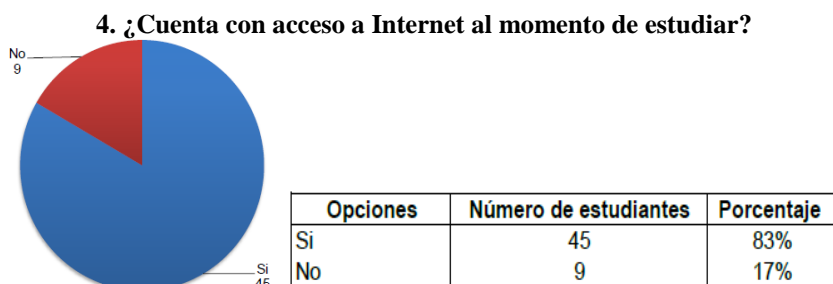 4. ¿Cuenta con acceso a Internet al momento de estudiar?
No
9
Si
45
Opciones Número de estudiantes Porcentaje
Si 45 83%
No 9 17%